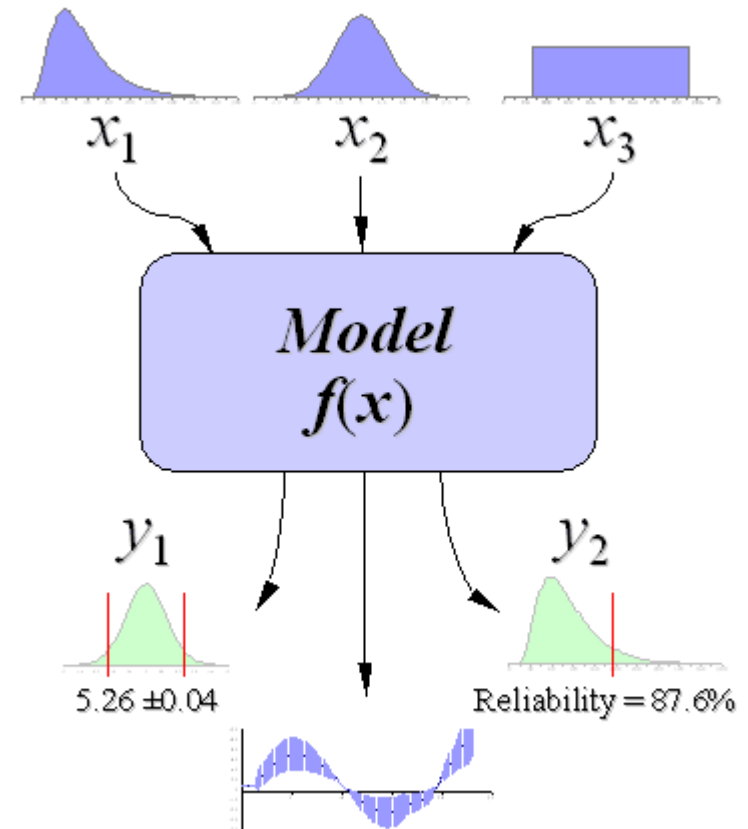 x1 x2 x3
Model
f(x)
y1 y2
5.26 ±0.04 Reliability = 87.6%